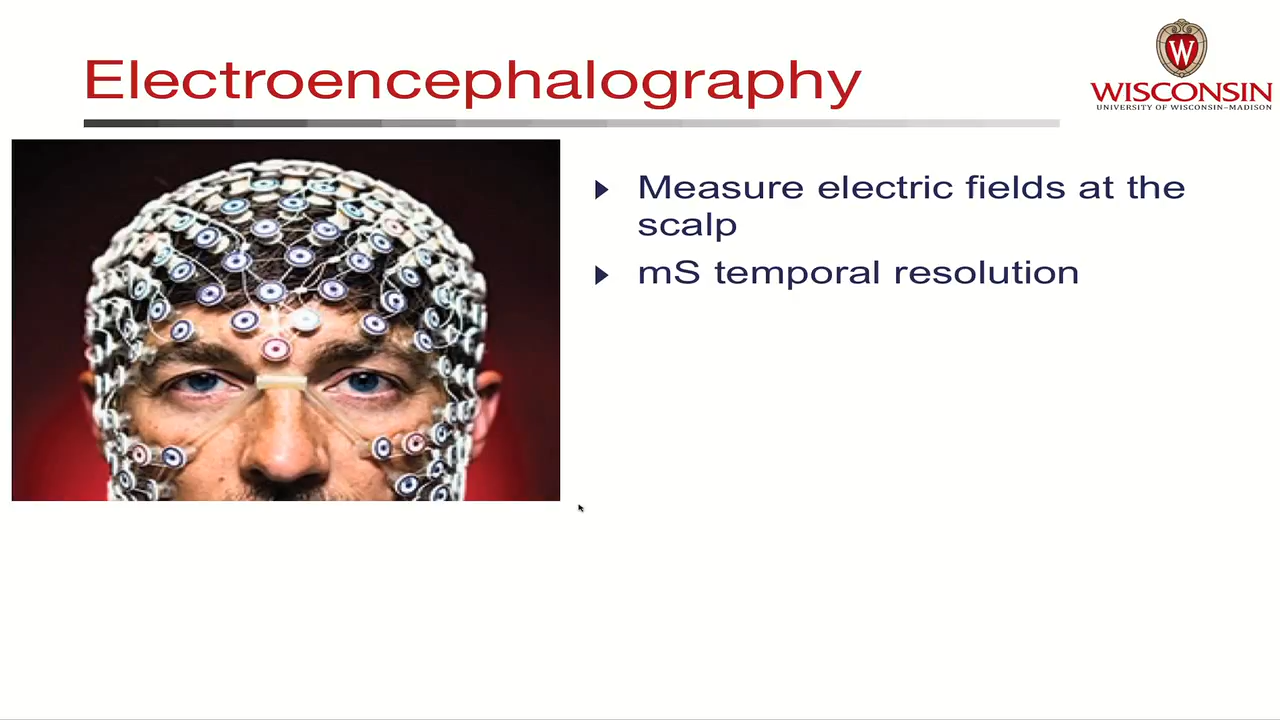 Electroencephalography
W
WISCONSIN
UNIVERSITY OF WISCONSIN–MADISON
Measure electric fields at the
scalp
mS temporal resolution